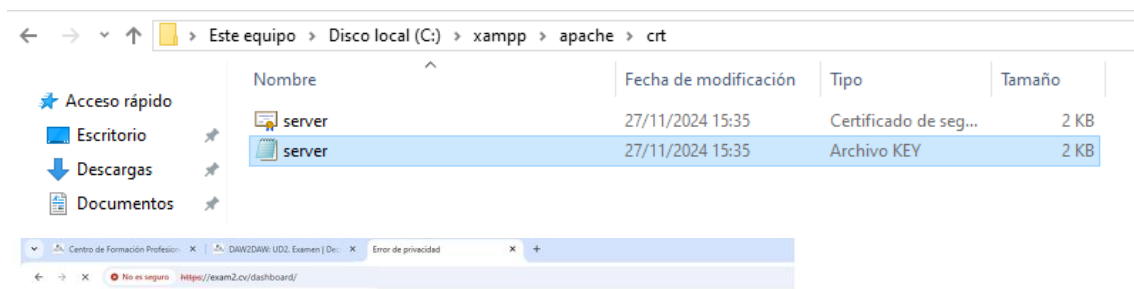 Este equipo > Disco local (C:) > xampp > apache > crt
Nombre Fecha de modificación Tipo Tamaño
Acceso rápido
Escritorio
Descargas
Documentos
server 27/11/2024 15:35 Certificado de seg... 2 KB
server 27/11/2024 15:35 Archivo KEY 2 KB
Centro de Formación Profesion DAW2DAW: UD2. Examen | De Error de privacidad
No es seguro https://exam2.cv/dashboard/